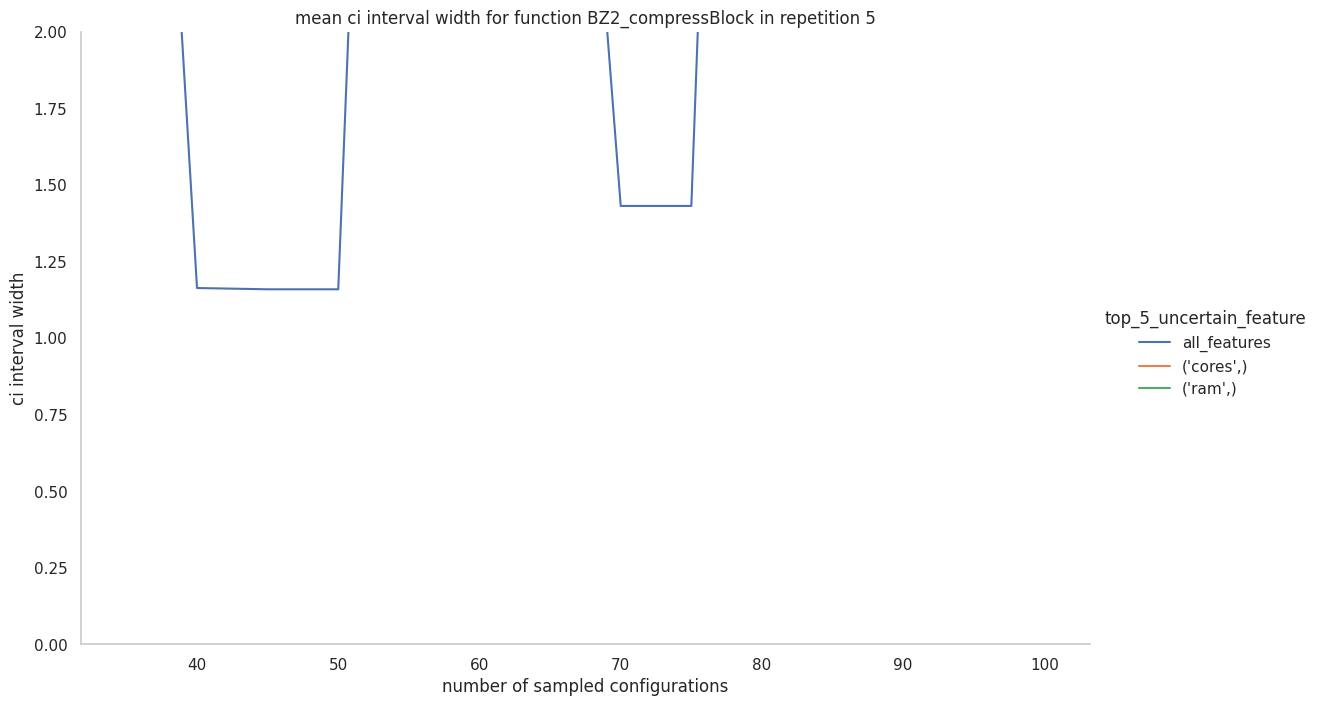 mean ci interval width for function BZ2_compressBlock in repetition 5
2.00
1.75
1.50
1.25
1.00
0.75
0.50
0.25
0.00
ci interval width
40 50 60 70 80 90 100
number of sampled configurations
top_5_uncertain_feature
all_features
('cores',)
('ram',)